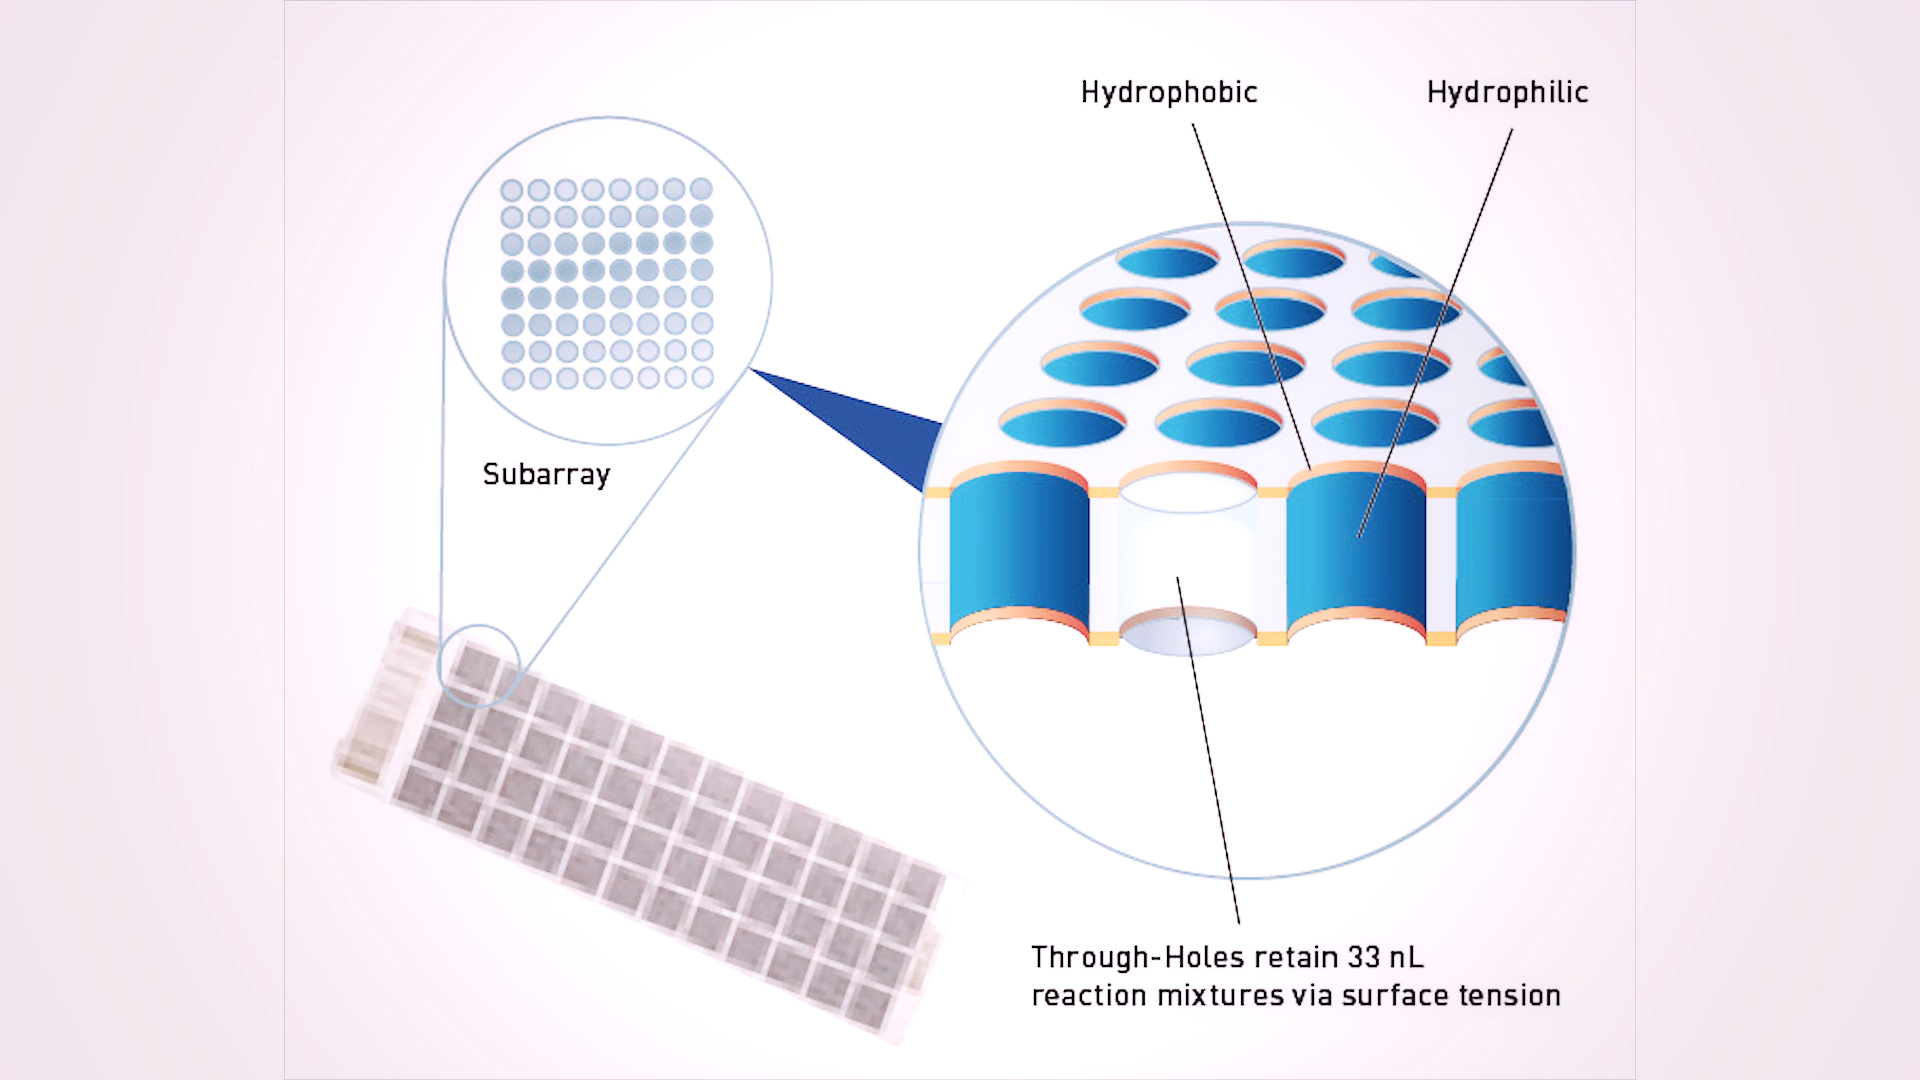 Hydrophobic
Hydrophilic
Subarray
Through-Holes retain 33 nL
reaction mixtures via surface tension